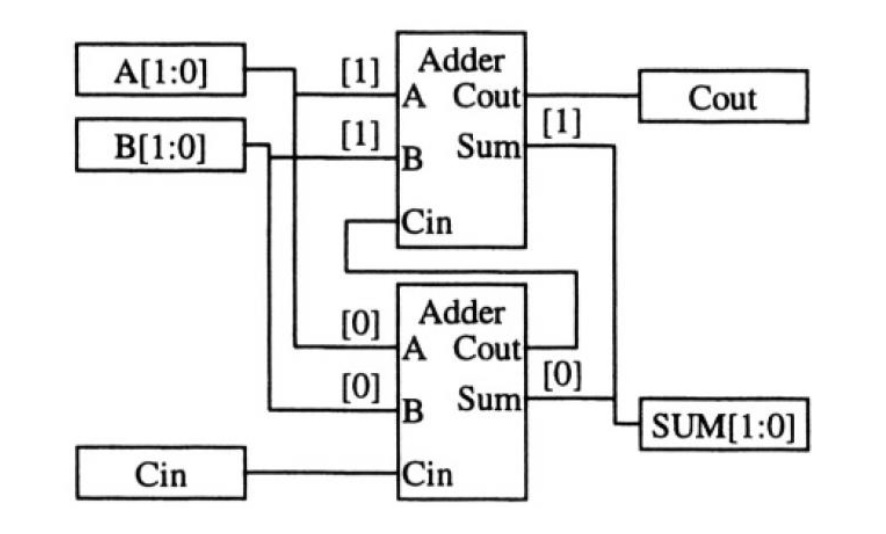 A[1:0]
B[1:0]
Cin
[1]
[1]
Adder
A Cout
B Sum
Cin
[1]
Cout
[0]
[0]
Adder
A Cout
B Sum
Cin
[0]
SUM[1:0]